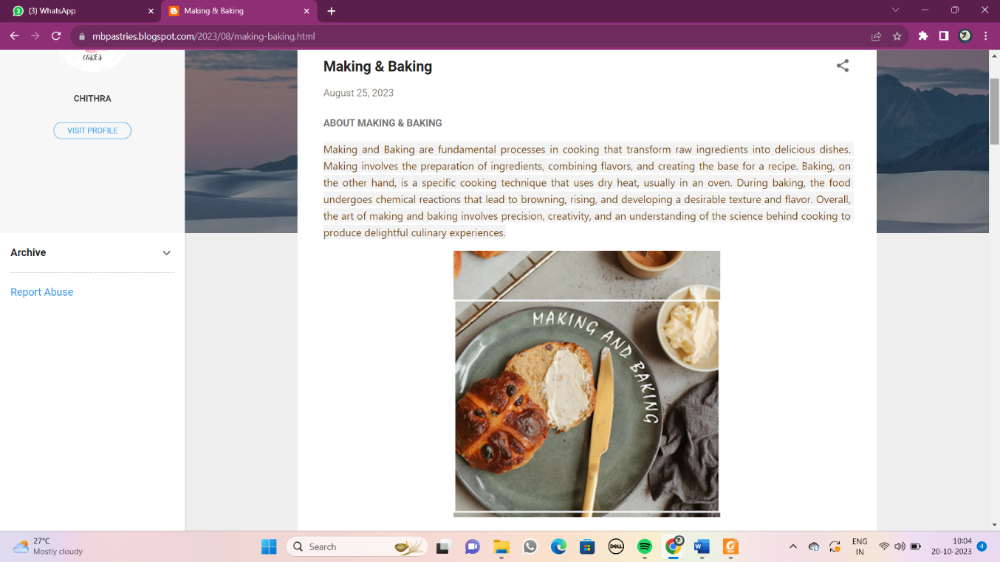 (3) WhatsApp
Making & Baking
mbpastries.blogspot.com/2023/08/making-baking.html
CAKES
CHITHRA
VISIT PROFILE
Archive
Report Abuse
Making & Baking
August 25, 2023
ABOUT MAKING & BAKING
Making and Baking are fundamental processes in cooking that transform raw ingredients into delicious dishes.
Making involves the preparation of ingredients, combining flavors, and creating the base for a recipe. Baking, on
the other hand, is a specific cooking technique that uses dry heat, usually in an oven. During baking, the food
undergoes chemical reactions that lead to browning, rising, and developing a desirable texture and flavor. Overall,
the art of making and baking involves precision, creativity, and an understanding of the science behind cooking to
produce delightful culinary experiences.
MAKING AND BAKING
27°C
Mostly cloudy
Search
DELL
ENG
IN
10:04
20-10-2023
4